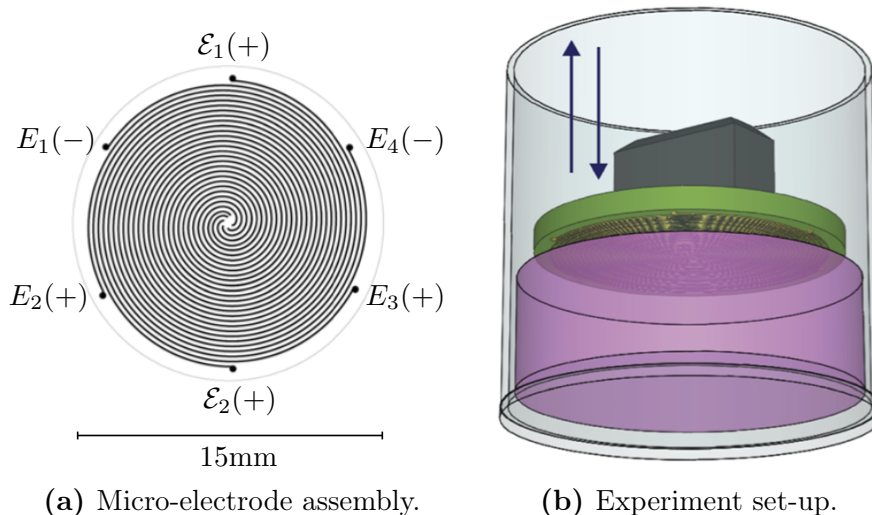 ℰ₁(+)
E₁(−) E₄(−)
E₂(+) E₃(+)
ℰ₂(+)
15mm
(a) Micro-electrode assembly. (b) Experiment set-up.